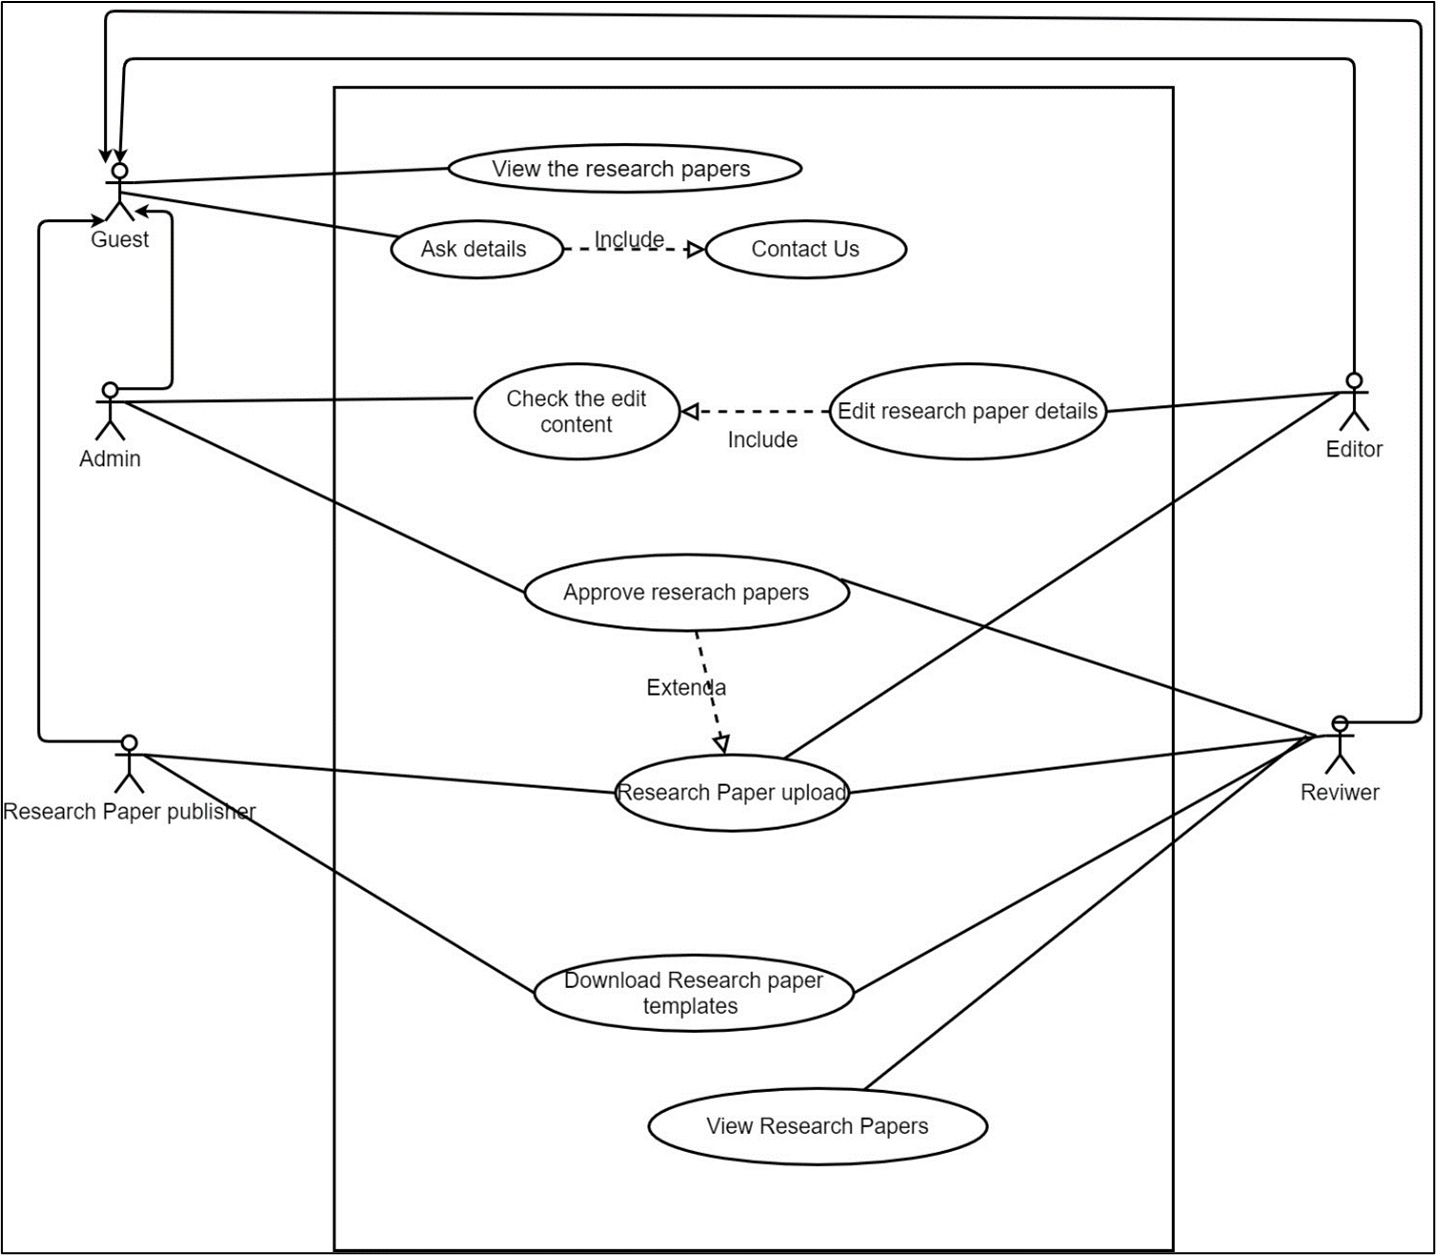 View the research papers
Guest
Ask details
Include
Contact Us
Check the edit
content
Edit research paper details
Include
Admin
Editor
Approve reserach papers
Extenda
Research Paper upload
Research Paper publisher
Reviwer
Download Research paper
templates
View Research Papers